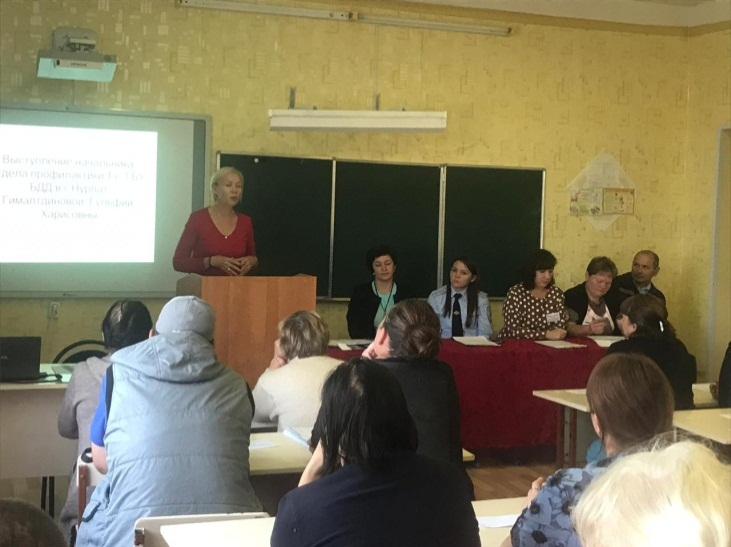 Выступление начальника
дела профилактики
БДД в г. Нурлат
Гималтдиновой Гульфии
Харисовны